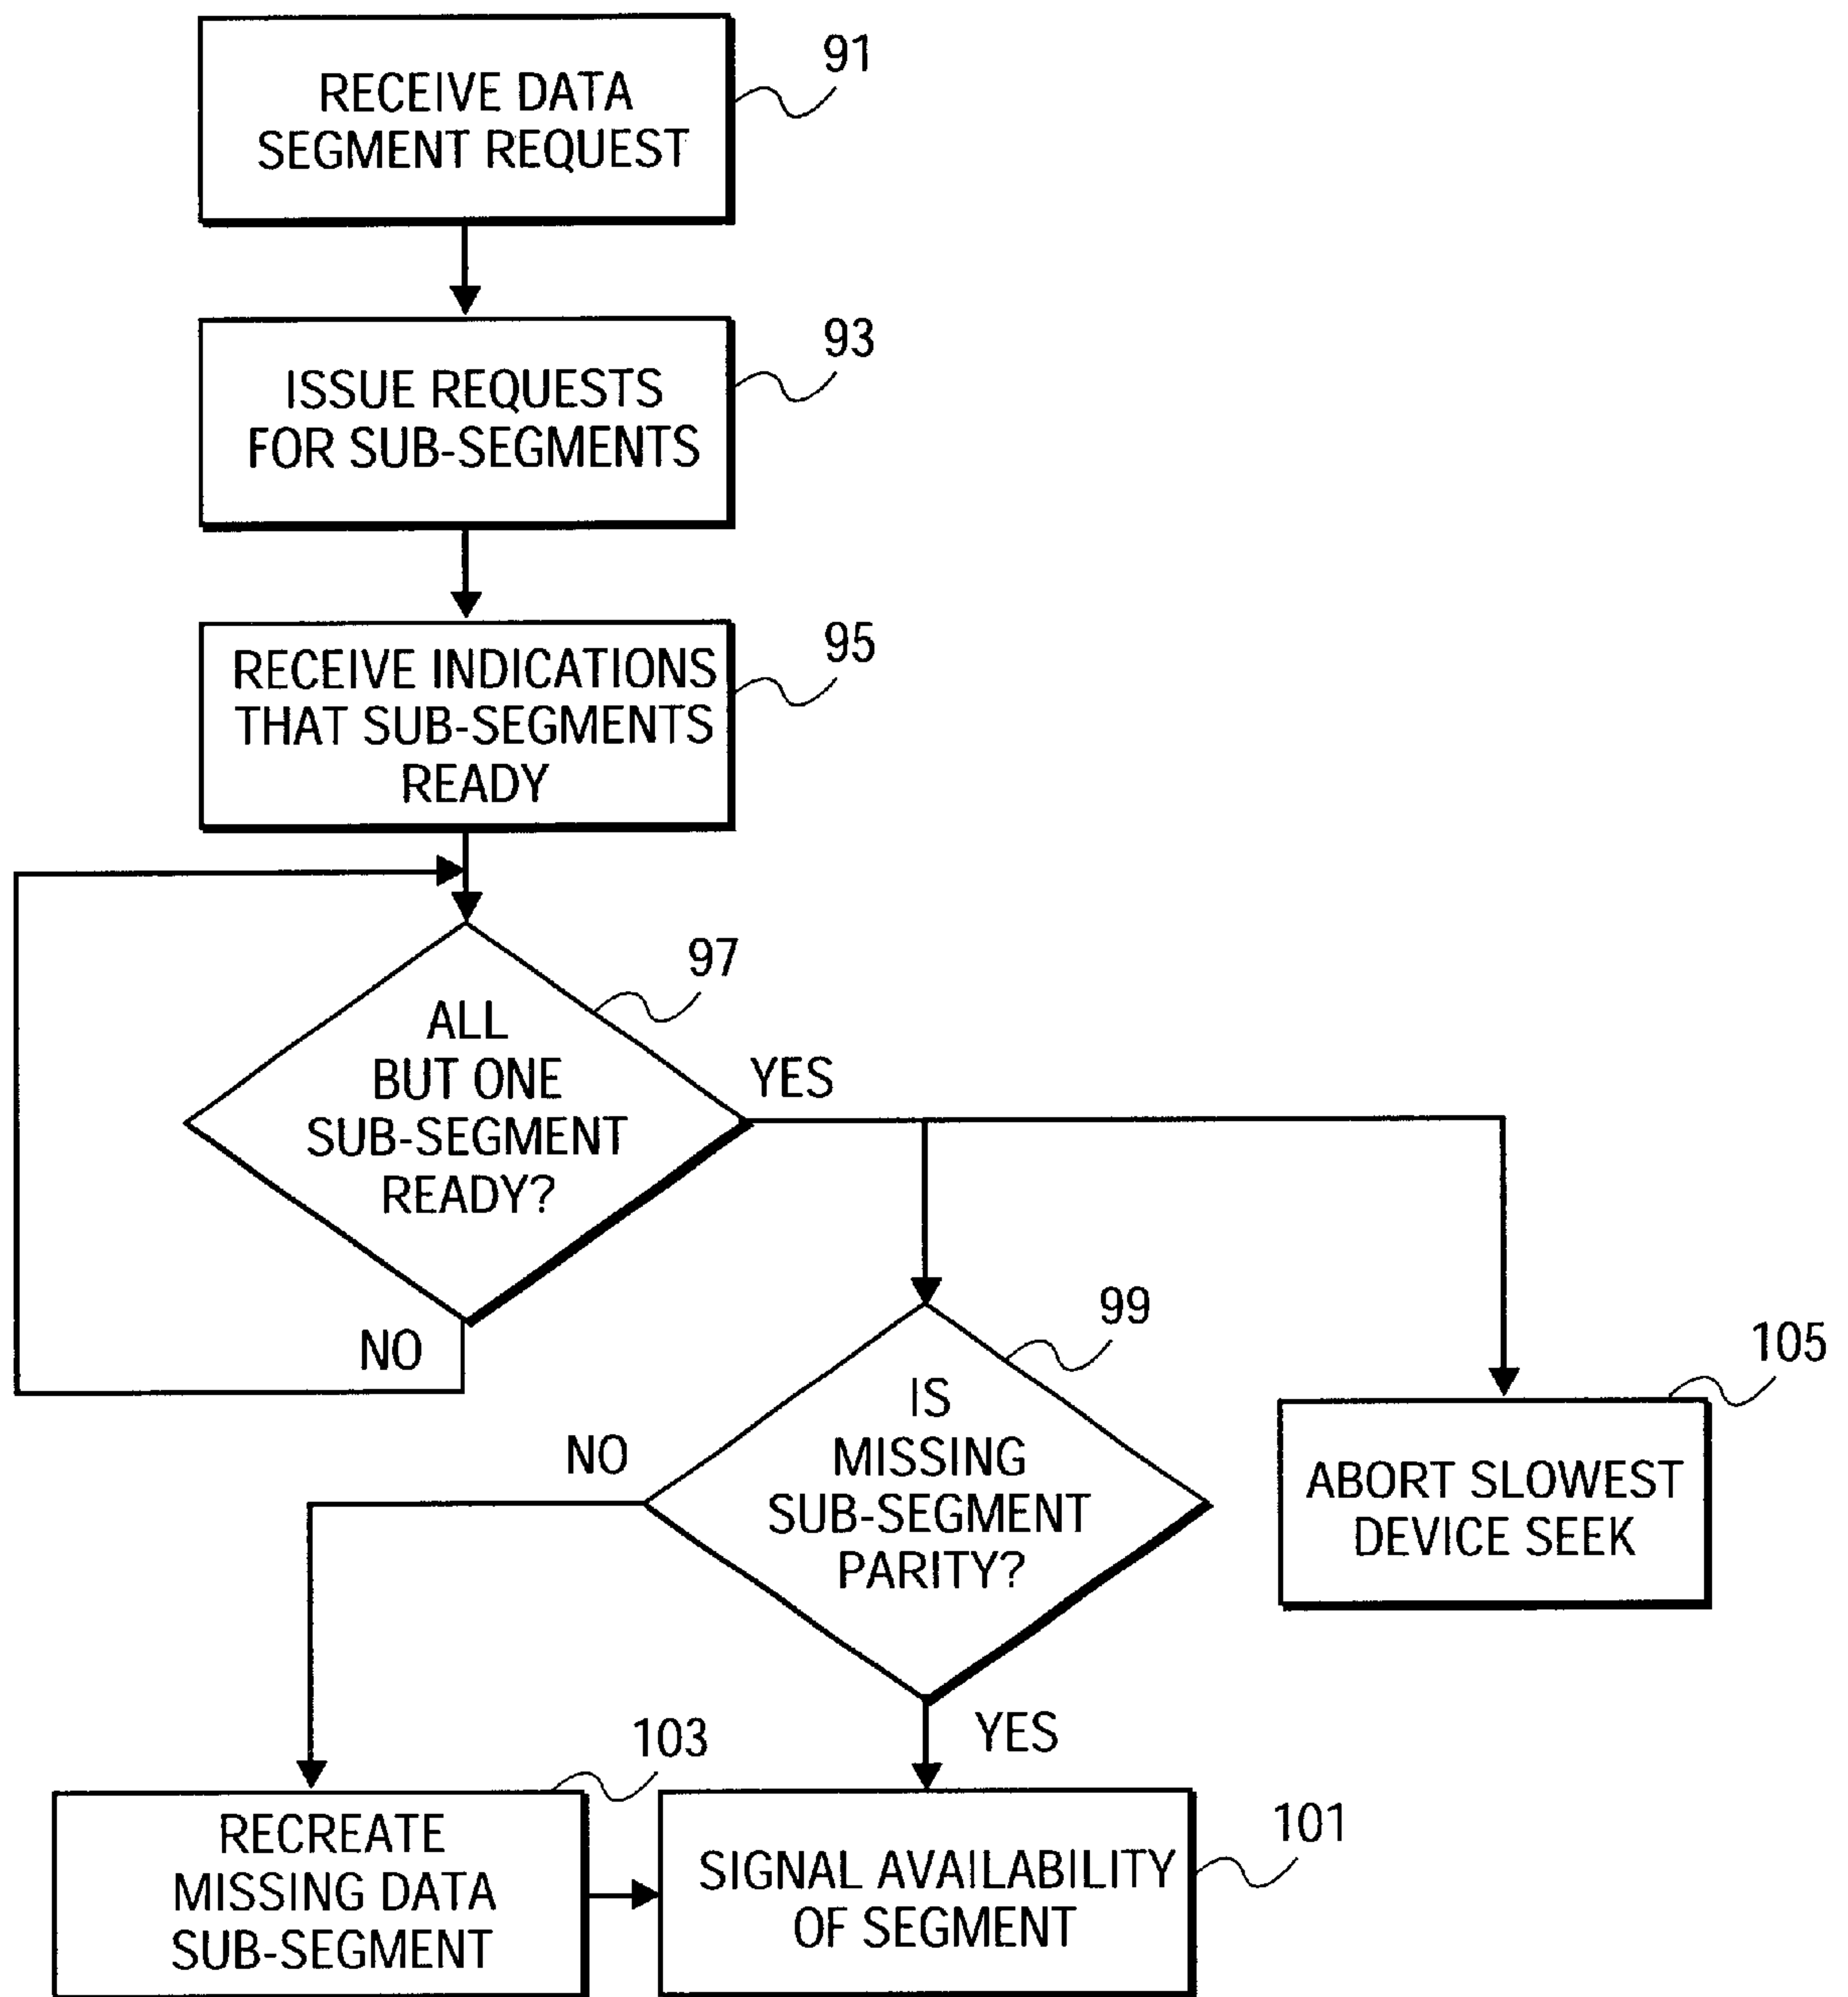 91
RECEIVE DATA
SEGMENT REQUEST
93
ISSUE REQUESTS
FOR SUB-SEGMENTS
95
RECEIVE INDICATIONS
THAT SUB-SEGMENTS
READY
97
ALL
BUT ONE
SUB-SEGMENT
READY?
YES
NO
99
IS
MISSING
SUB-SEGMENT
PARITY?
NO
YES
105
ABORT SLOWEST
DEVICE SEEK
103
RECREATE
MISSING DATA
SUB-SEGMENT
101
SIGNAL AVAILABILITY
OF SEGMENT